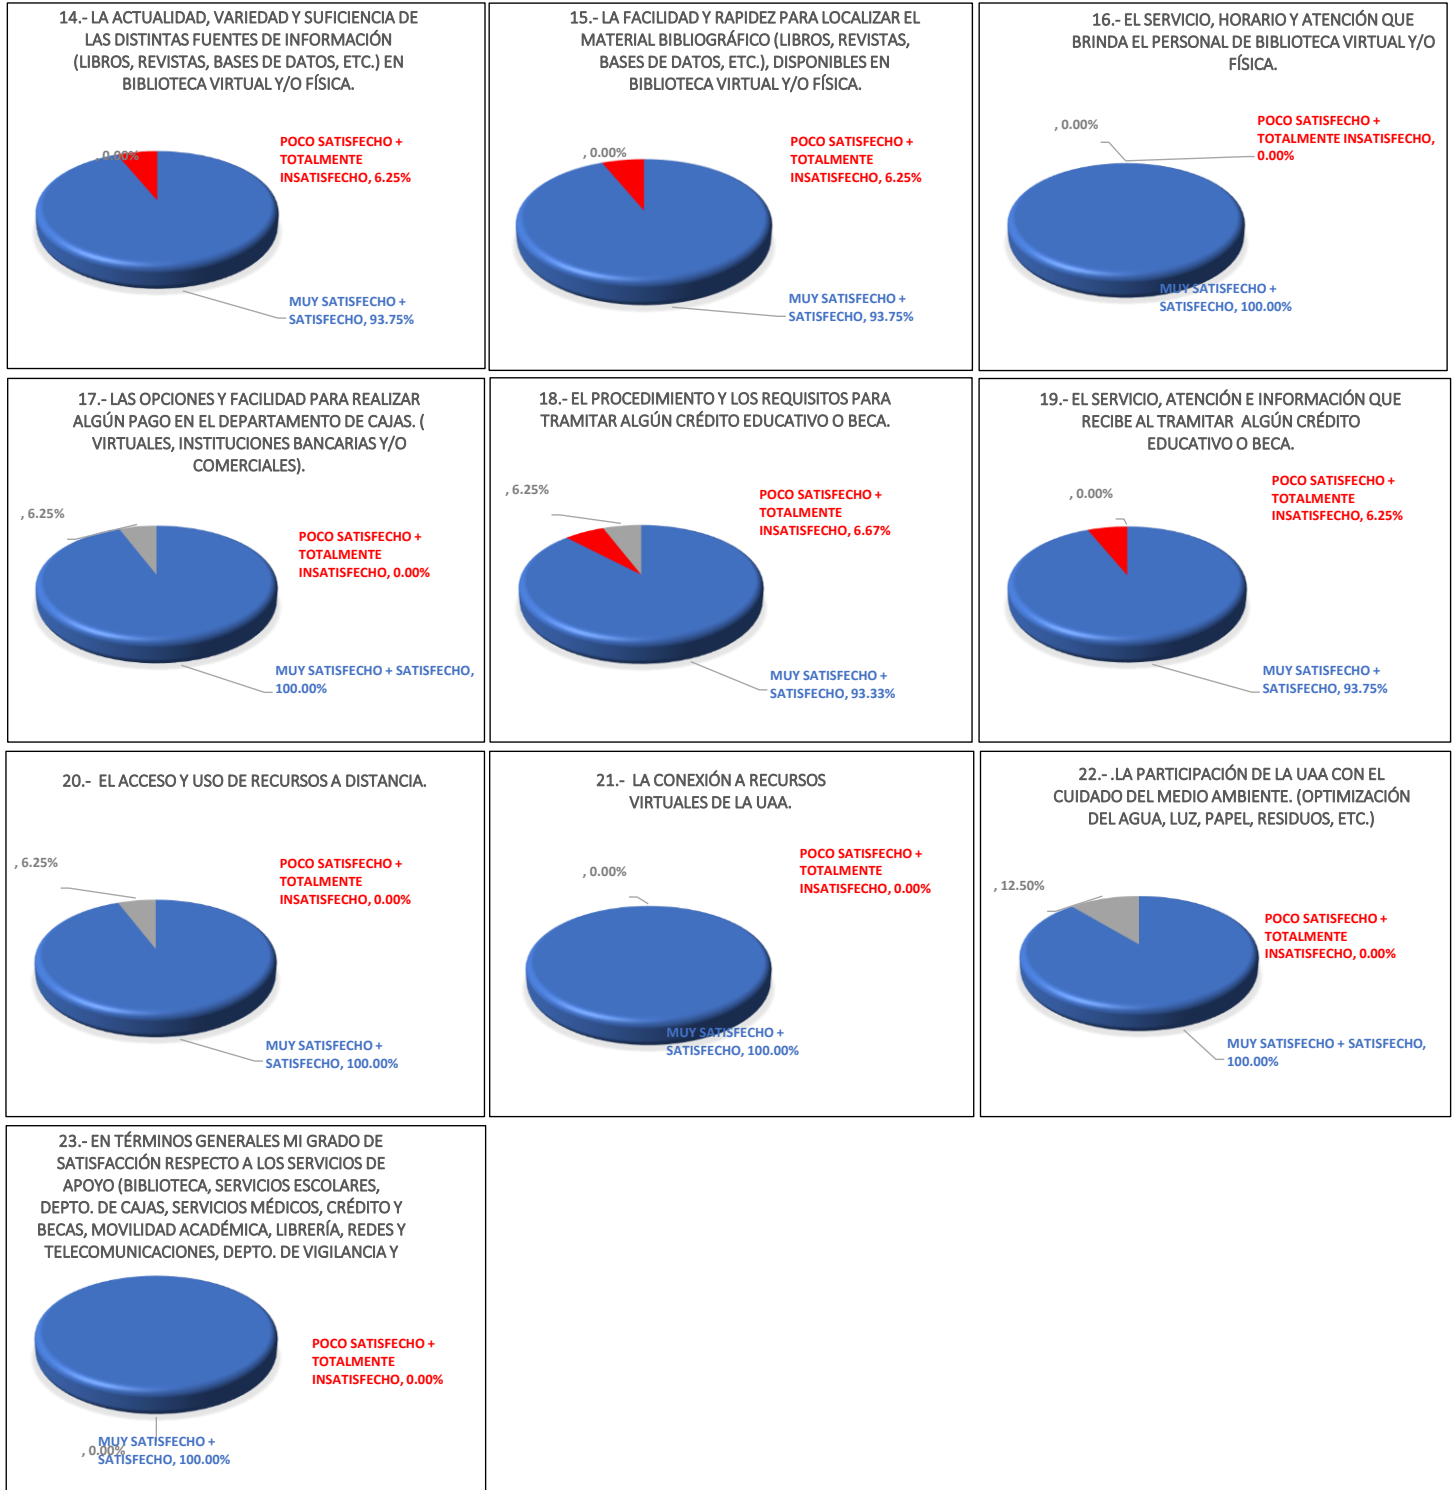 14.- LA ACTUALIDAD, VARIEDAD Y SUFICIENCIA DE
LAS DISTINTAS FUENTES DE INFORMACIÓN
(LIBROS, REVISTAS, BASES DE DATOS, ETC.) EN
BIBLIOTECA VIRTUAL Y/O FÍSICA.
, 0.00%
POCO SATISFECHO +
TOTALMENTE
INSATISFECHO, 6.25%
MUY SATISFECHO +
SATISFECHO, 93.75%
15.- LA FACILIDAD Y RAPIDEZ PARA LOCALIZAR EL
MATERIAL BIBLIOGRÁFICO (LIBROS, REVISTAS,
BASES DE DATOS, ETC.), DISPONIBLES EN
BIBLIOTECA VIRTUAL Y/O FÍSICA.
, 0.00%
POCO SATISFECHO +
TOTALMENTE
INSATISFECHO, 6.25%
MUY SATISFECHO +
SATISFECHO, 93.75%
16.- EL SERVICIO, HORARIO Y ATENCIÓN QUE
BRINDA EL PERSONAL DE BIBLIOTECA VIRTUAL Y/O
FÍSICA.
, 0.00%
POCO SATISFECHO +
TOTALMENTE INSATISFECHO,
0.00%
MUY SATISFECHO +
SATISFECHO, 100.00%
17.- LAS OPCIONES Y FACILIDAD PARA REALIZAR
ALGÚN PAGO EN EL DEPARTAMENTO DE CAJAS. (
VIRTUALES, INSTITUCIONES BANCARIAS Y/O
COMERCIALES).
, 6.25%
POCO SATISFECHO +
TOTALMENTE
INSATISFECHO, 0.00%
MUY SATISFECHO + SATISFECHO,
100.00%
18.- EL PROCEDIMIENTO Y LOS REQUISITOS PARA
TRAMITAR ALGÚN CRÉDITO EDUCATIVO O BECA.
, 6.25%
POCO SATISFECHO +
TOTALMENTE
INSATISFECHO, 6.67%
MUY SATISFECHO +
SATISFECHO, 93.33%
19.- EL SERVICIO, ATENCIÓN E INFORMACIÓN QUE
RECIBE AL TRAMITAR ALGÚN CRÉDITO
EDUCATIVO O BECA.
, 0.00%
POCO SATISFECHO +
TOTALMENTE
INSATISFECHO, 6.25%
MUY SATISFECHO +
SATISFECHO, 93.75%
20.- EL ACCESO Y USO DE RECURSOS A DISTANCIA.
, 6.25%
POCO SATISFECHO +
TOTALMENTE
INSATISFECHO, 0.00%
MUY SATISFECHO +
SATISFECHO, 100.00%
21.- LA CONEXIÓN A RECURSOS
VIRTUALES DE LA UAA.
, 0.00%
POCO SATISFECHO +
TOTALMENTE
INSATISFECHO, 0.00%
MUY SATISFECHO +
SATISFECHO, 100.00%
22.- .LA PARTICIPACIÓN DE LA UAA CON EL
CUIDADO DEL MEDIO AMBIENTE. (OPTIMIZACIÓN
DEL AGUA, LUZ, PAPEL, RESIDUOS, ETC.)
, 12.50%
POCO SATISFECHO +
TOTALMENTE
INSATISFECHO, 0.00%
MUY SATISFECHO + SATISFECHO,
100.00%
23.- EN TÉRMINOS GENERALES MI GRADO DE
SATISFACCIÓN RESPECTO A LOS SERVICIOS DE
APOYO (BIBLIOTECA, SERVICIOS ESCOLARES,
DEPTO. DE CAJAS, SERVICIOS MÉDICOS, CRÉDITO Y
BECAS, MOVILIDAD ACADÉMICA, LIBRERÍA, REDES Y
TELECOMUNICACIONES, DEPTO. DE VIGILANCIA Y
POCO SATISFECHO +
TOTALMENTE
INSATISFECHO, 0.00%
MUY SATISFECHO +
SATISFECHO, 100.00%
, 0.00%